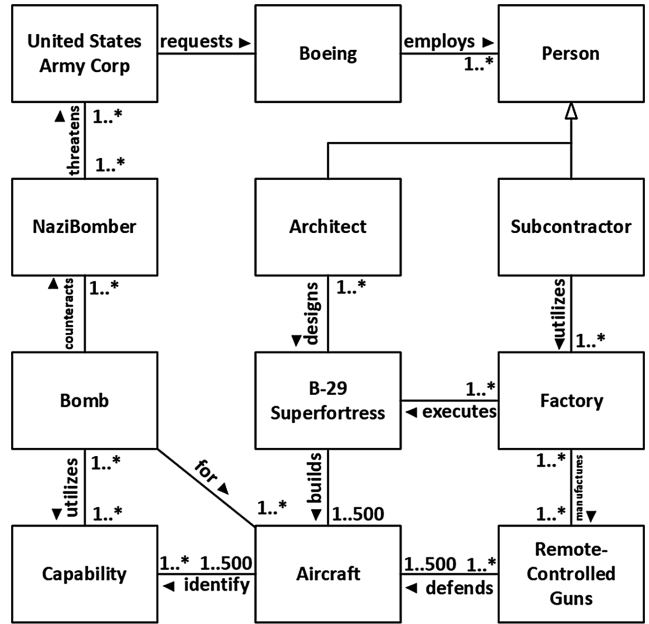 United States
Army Corp
requests ►
Boeing
employs ►
1..*
Person
1..*
▲ threatens
1..*
NaziBomber
Architect
Subcontractor
1..*
▲ counteracts
1..*
▼ designs
▼ utilizes
1..*
Bomb
B-29
Superfortress
1..*
◄ executes
Factory
1..*
▼ utilizes
1..*
for ►
1..*
▼ builds
1..500
1..*
manufactures ▼
1..*
Capability
1..* 1..500
◄ identify
Aircraft
1..500 1..*
◄ defends
Remote-
Controlled
Guns